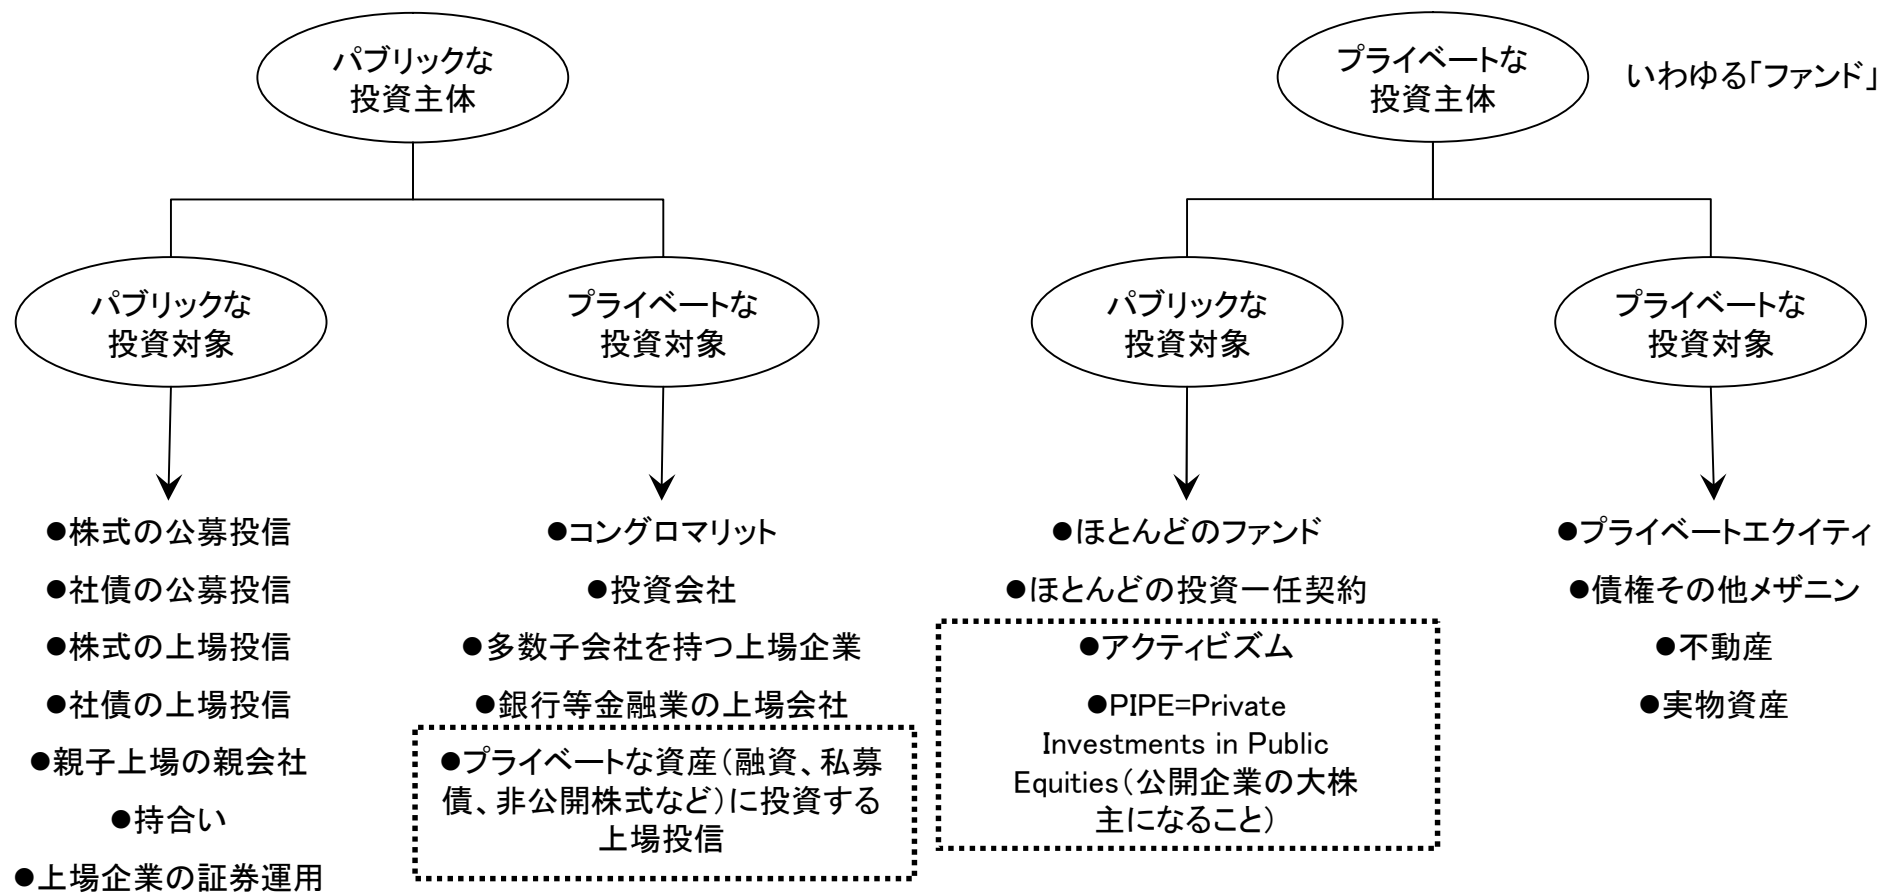 パブリックな
投資主体
プライベートな
投資主体
いわゆる「ファンド」
パブリックな
投資対象
プライベートな
投資対象
パブリックな
投資対象
プライベートな
投資対象
●株式の公募投信
●社債の公募投信
●株式の上場投信
●社債の上場投信
●親子上場の親会社
●持合い
●上場企業の証券運用
●コングロマリット
●投資会社
●多数子会社を持つ上場企業
●銀行等金融業の上場会社
●プライベートな資産(融資、私募
債、非公開株式など)に投資する
上場投信
●ほとんどのファンド
●ほとんどの投資一任契約
●アクティビズム
●PIPE=Private
Investments in Public
Equities(公開企業の大株
主になること)
●プライベートエクイティ
●債権その他メザニン
●不動産
●実物資産